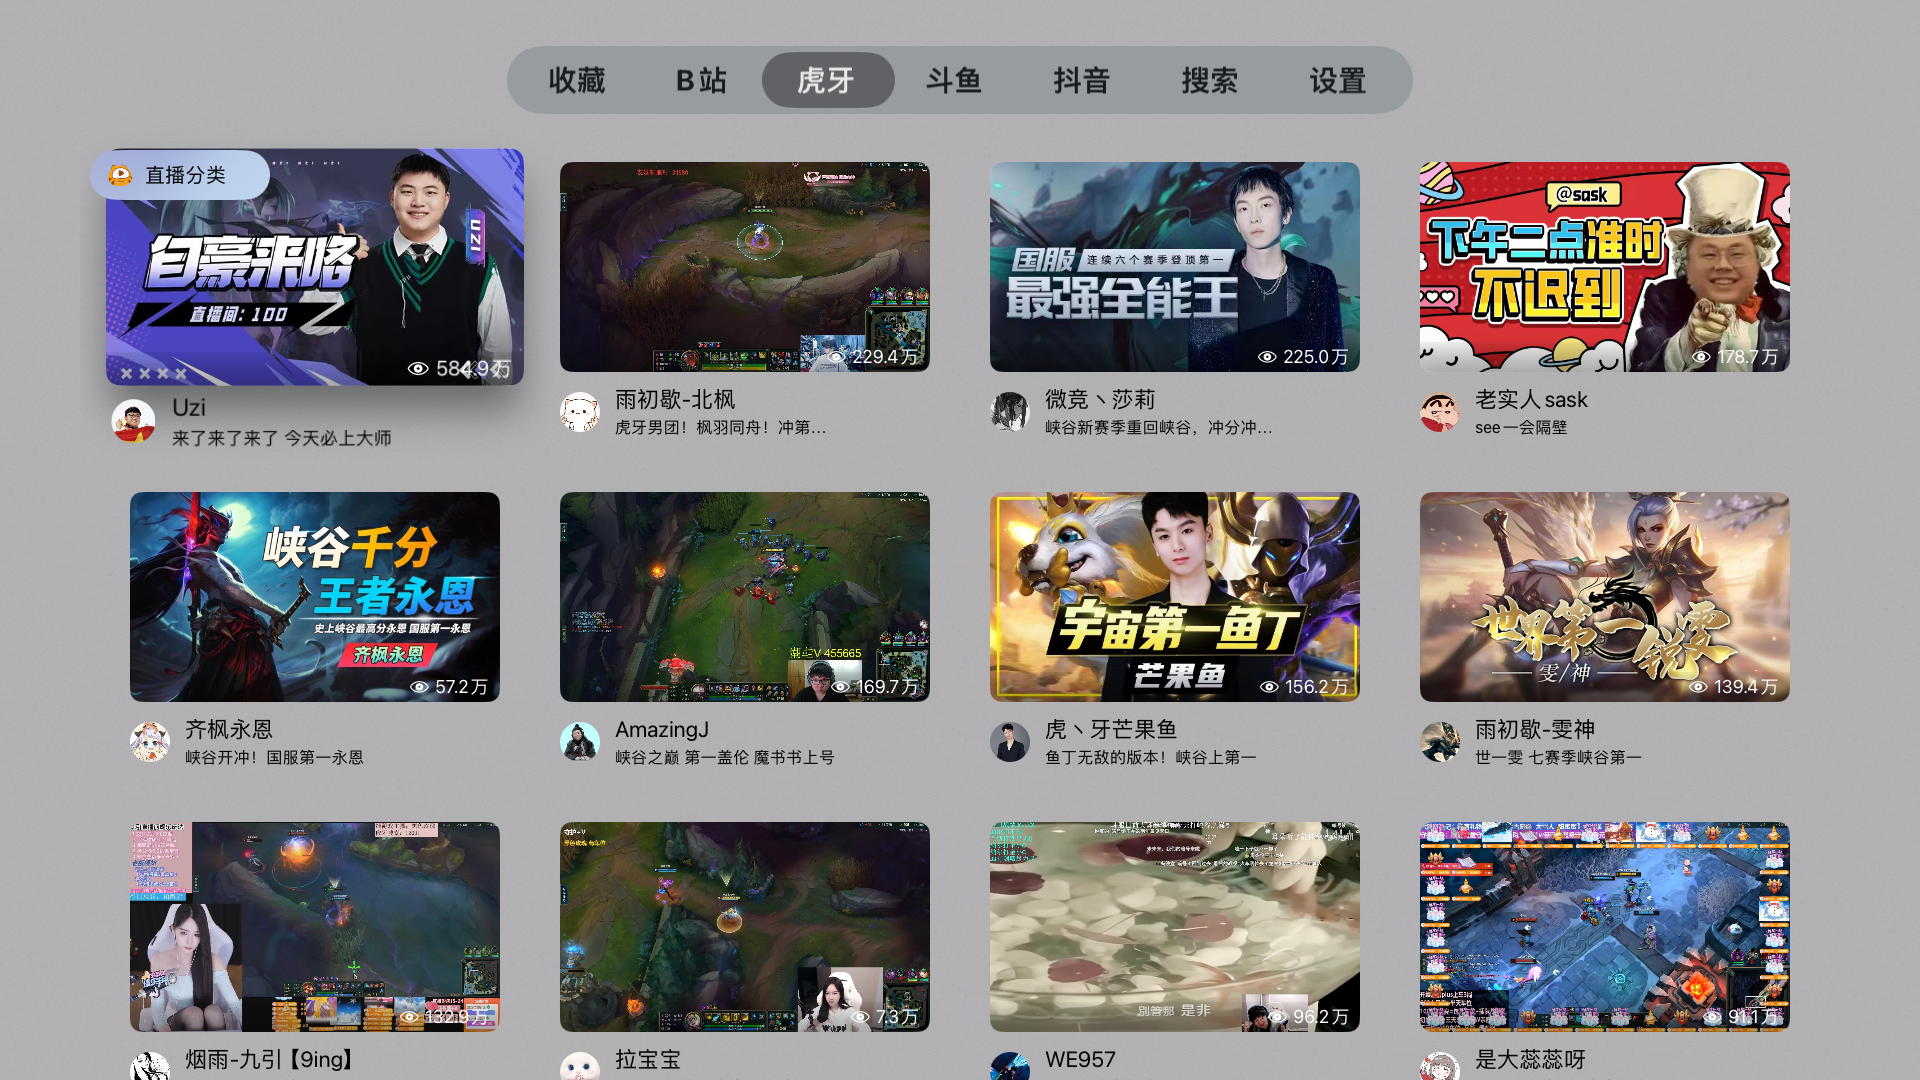 收藏
B站
虎牙
斗鱼
抖音
搜索
设置
直播分类
自豪来咯
直播间：100
UZI
584.9万
Uzi
来了来了来了 今天必上大师
229.4万
雨初歇-北枫
虎牙男团！枫羽同舟！冲第...
国服 连续六个赛季登顶第一
最强全能王
225.0万
微竞丶莎莉
峡谷新赛季重回峡谷，冲分冲...
@sask
下午二点准时
不迟到
178.7万
老实人sask
see一会隔壁
峡谷千分
王者永恩
史上峡谷最高分永恩 国服第一永恩
齐枫永恩
57.2万
齐枫永恩
峡谷开冲！国服第一永恩
455665
169.7万
AmazingJ
峡谷之巅 第一盖伦 魔书书上号
宇宙第一鱼丁
芒果鱼
156.2万
虎丶牙芒果鱼
鱼丁无敌的版本！峡谷上第一
世界第一锐雯
雯/神
139.4万
雨初歇-雯神
世一雯 七赛季峡谷第一
132.9万
烟雨-九引【9ing】
守护+V
7.3万
拉宝宝
别管那 是非
96.2万
WE957
91.1万
是大蕊蕊呀